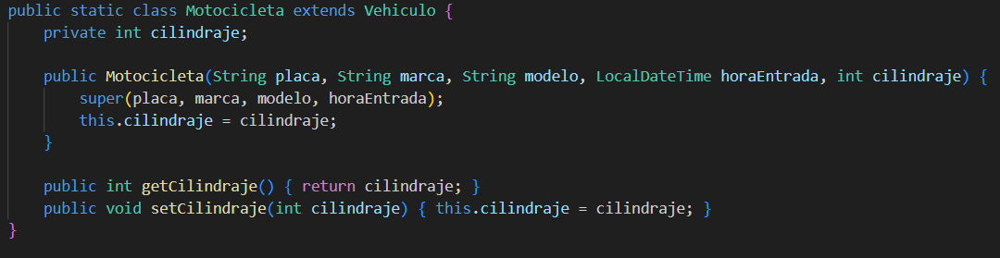 public static class Motocicleta extends Vehiculo {
    private int cilindraje;

    public Motocicleta(String placa, String marca, String modelo, LocalDateTime horaEntrada, int cilindraje) {
        super(placa, marca, modelo, horaEntrada);
        this.cilindraje = cilindraje;
    }

    public int getCilindraje() { return cilindraje; }
    public void setCilindraje(int cilindraje) { this.cilindraje = cilindraje; }
}